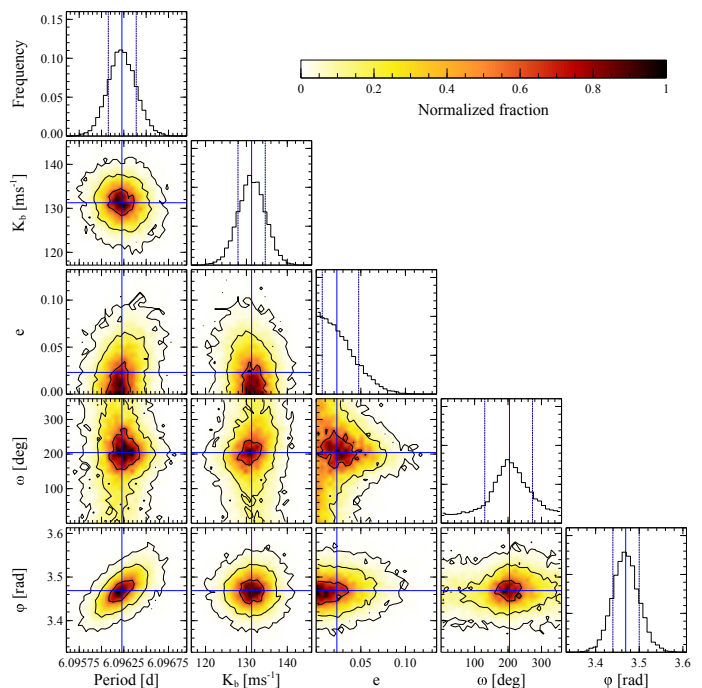 0.15
0.10
0.05
0.00
Frequency
0 0.2 0.4 0.6 0.8 1
Normalized fraction
140
130
120
K_b [ms⁻¹]
0.10
0.05
0.00
e
300
200
100
ω [deg]
3.6
3.5
3.4
φ [rad]
6.09575 6.09625 6.09675
120 130 140
0.05 0.10
0 100 200 300
3.4 3.5 3.6
Period [d] K_b [ms⁻¹] e ω [deg] φ [rad]